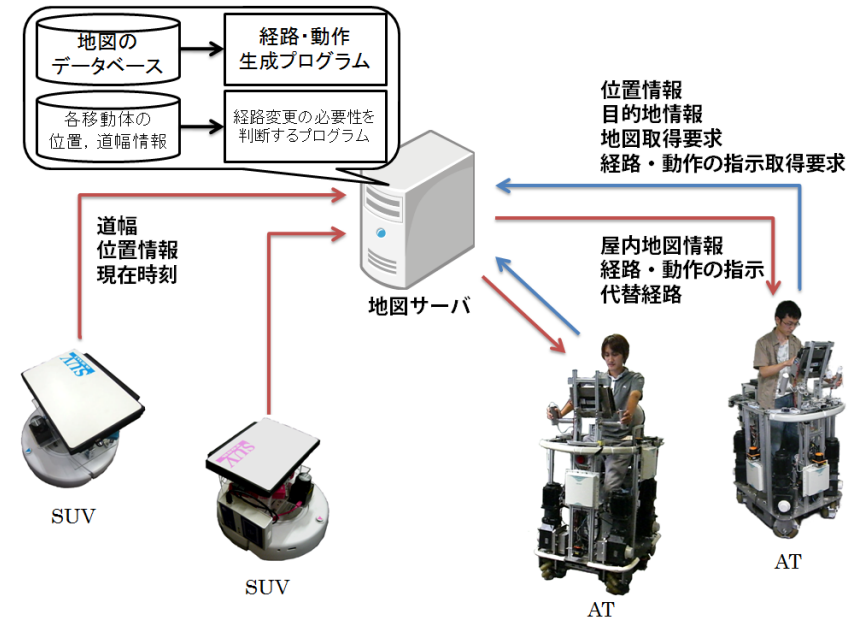 地図の
データベース
経路・動作
生成プログラム
各移動体の
位置，道幅情報
経路変更の必要性を
判断するプログラム
位置情報
目的地情報
地図取得要求
経路・動作の指示取得要求
道幅
位置情報
現在時刻
屋内地図情報
経路・動作の指示
代替経路
地図サーバ
SUV
SUV
SUV
SUV
AT
AT